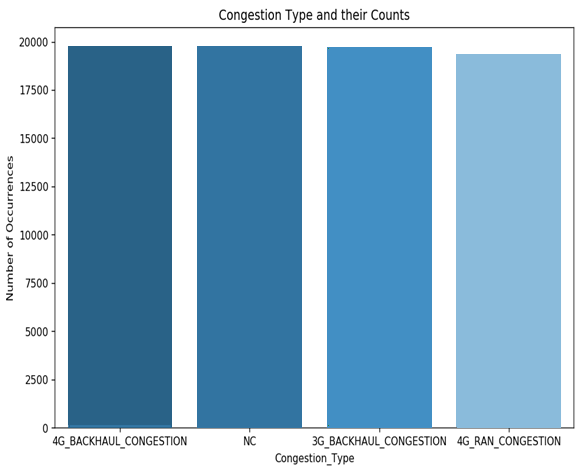 Congestion Type and their Counts
20000
17500
15000
12500
10000
7500
5000
2500
0
Number of Occurrences
4G_BACKHAUL_CONGESTION NC 3G_BACKHAUL_CONGESTION 4G_RAN_CONGESTION
Congestion_Type